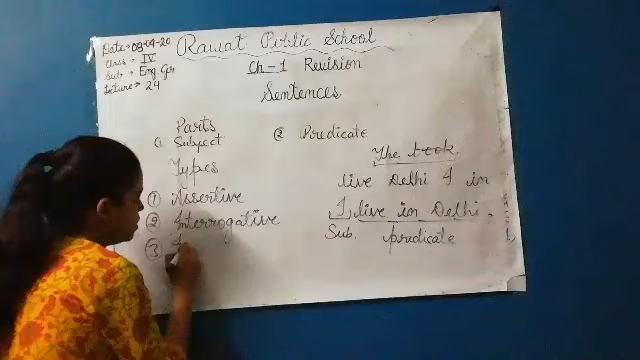 Date→08-09-20
Class → IV
Sub → Eng Gr
Lecture→ 24
Rawat Public School
Ch-1 Revision
Sentences
Parts
① Subject ② Predicate
Types
① Assertive
② Interrogative
③ I
The book
live Delhi I in
I live in Delhi.
Sub. predicate